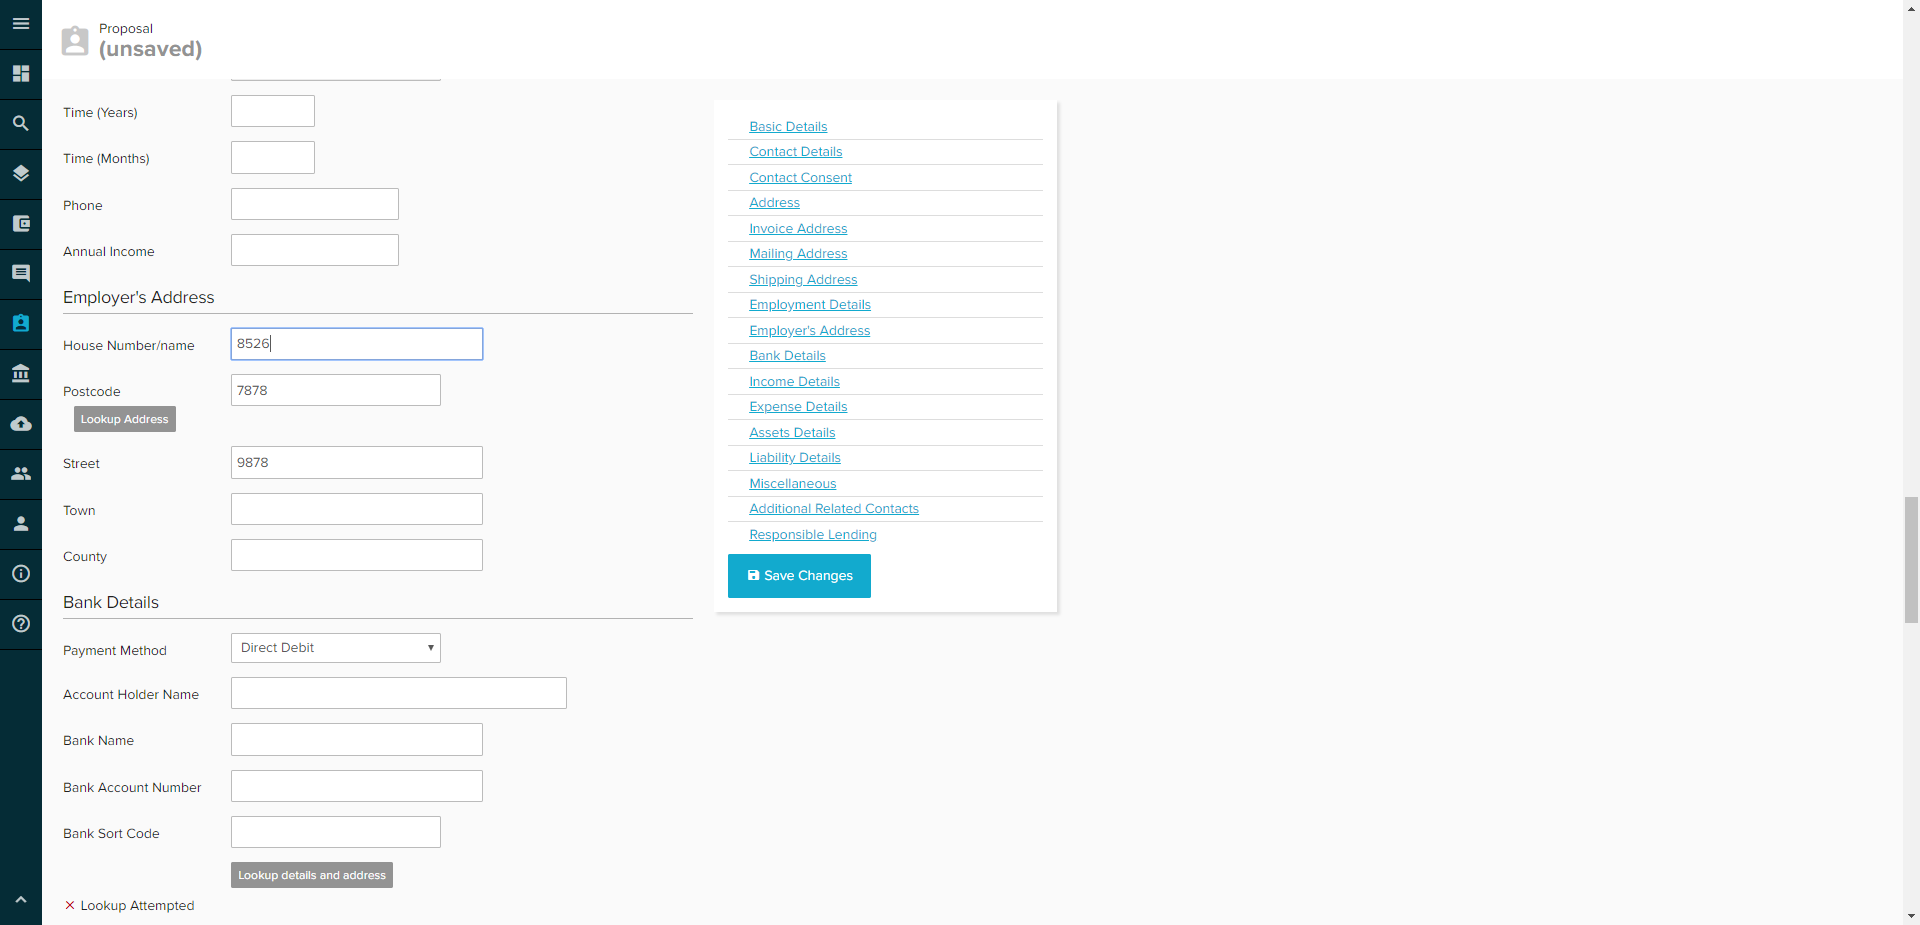 Proposal
(unsaved)
Time (Years)
Time (Months)
Phone
Annual Income
Employer's Address
House Number/name 8526
Postcode 7878
Lookup Address
Street 9878
Town
County
Bank Details
Payment Method Direct Debit
Account Holder Name
Bank Name
Bank Account Number
Bank Sort Code
Lookup details and address
Lookup Attempted
Basic Details
Contact Details
Contact Consent
Address
Invoice Address
Mailing Address
Shipping Address
Employment Details
Employer's Address
Bank Details
Income Details
Expense Details
Assets Details
Liability Details
Miscellaneous
Additional Related Contacts
Responsible Lending
Save Changes